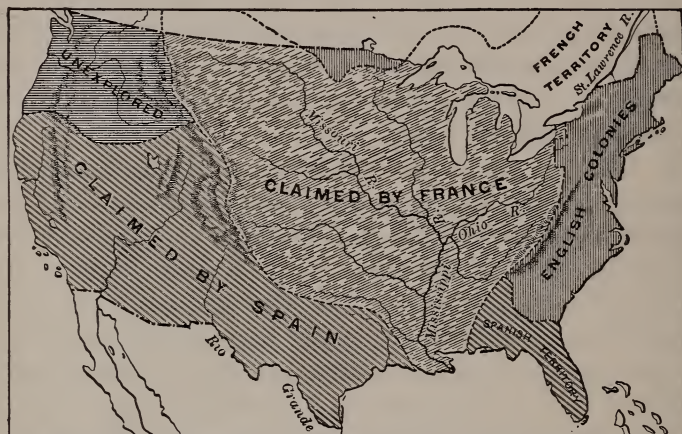 UNEXPLORED
FRENCH
TERRITORY
St. Lawrence R.
Missouri
R.
CLAIMED BY FRANCE
Ohio R.
R.
Mississippi
ENGLISH COLONIES
CLAIMED BY SPAIN
SPANISH TERRITORY
Rio
Grande